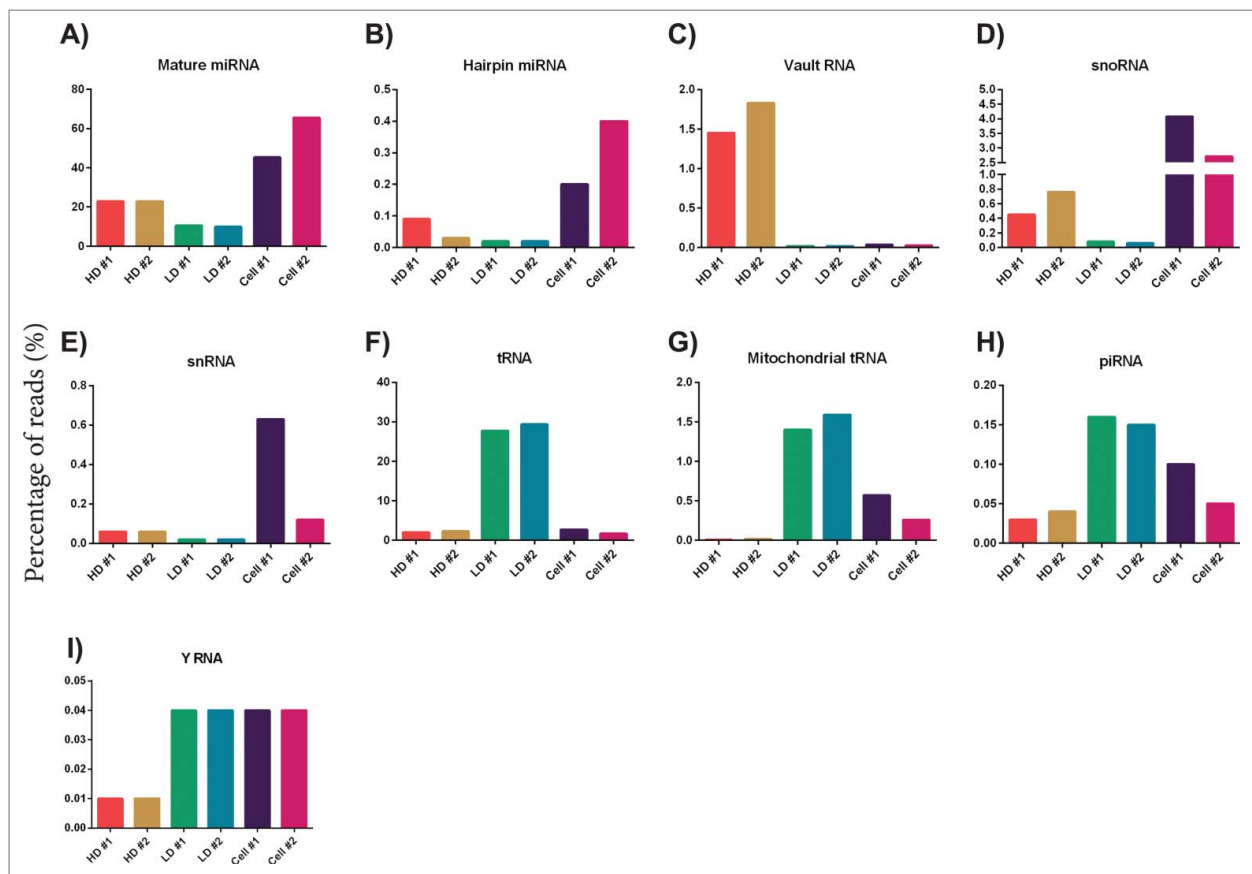 A)
Mature miRNA
80
60
40
20
0
HD #1 HD #2 LD #1 LD #2 Cell #1 Cell #2
B)
Hairpin miRNA
0.5
0.4
0.3
0.2
0.1
0.0
HD #1 HD #2 LD #1 LD #2 Cell #1 Cell #2
C)
Vault RNA
2.0
1.5
1.0
0.5
0.0
HD #1 HD #2 LD #1 LD #2 Cell #1 Cell #2
D)
snoRNA
5.0
4.5
4.0
3.5
3.0
2.5
1.0
0.8
0.6
0.4
0.2
0.0
HD #1 HD #2 LD #1 LD #2 Cell #1 Cell #2
Percentage of reads (%)
E)
snRNA
0.8
0.6
0.4
0.2
0.0
HD #1 HD #2 LD #1 LD #2 Cell #1 Cell #2
F)
tRNA
40
30
20
10
0
HD #1 HD #2 LD #1 LD #2 Cell #1 Cell #2
G)
Mitochondrial tRNA
2.0
1.5
1.0
0.5
0.0
HD #1 HD #2 LD #1 LD #2 Cell #1 Cell #2
H)
piRNA
0.20
0.15
0.10
0.05
0.00
HD #1 HD #2 LD #1 LD #2 Cell #1 Cell #2
I)
Y RNA
0.05
0.04
0.03
0.02
0.01
0.00
HD #1 HD #2 LD #1 LD #2 Cell #1 Cell #2